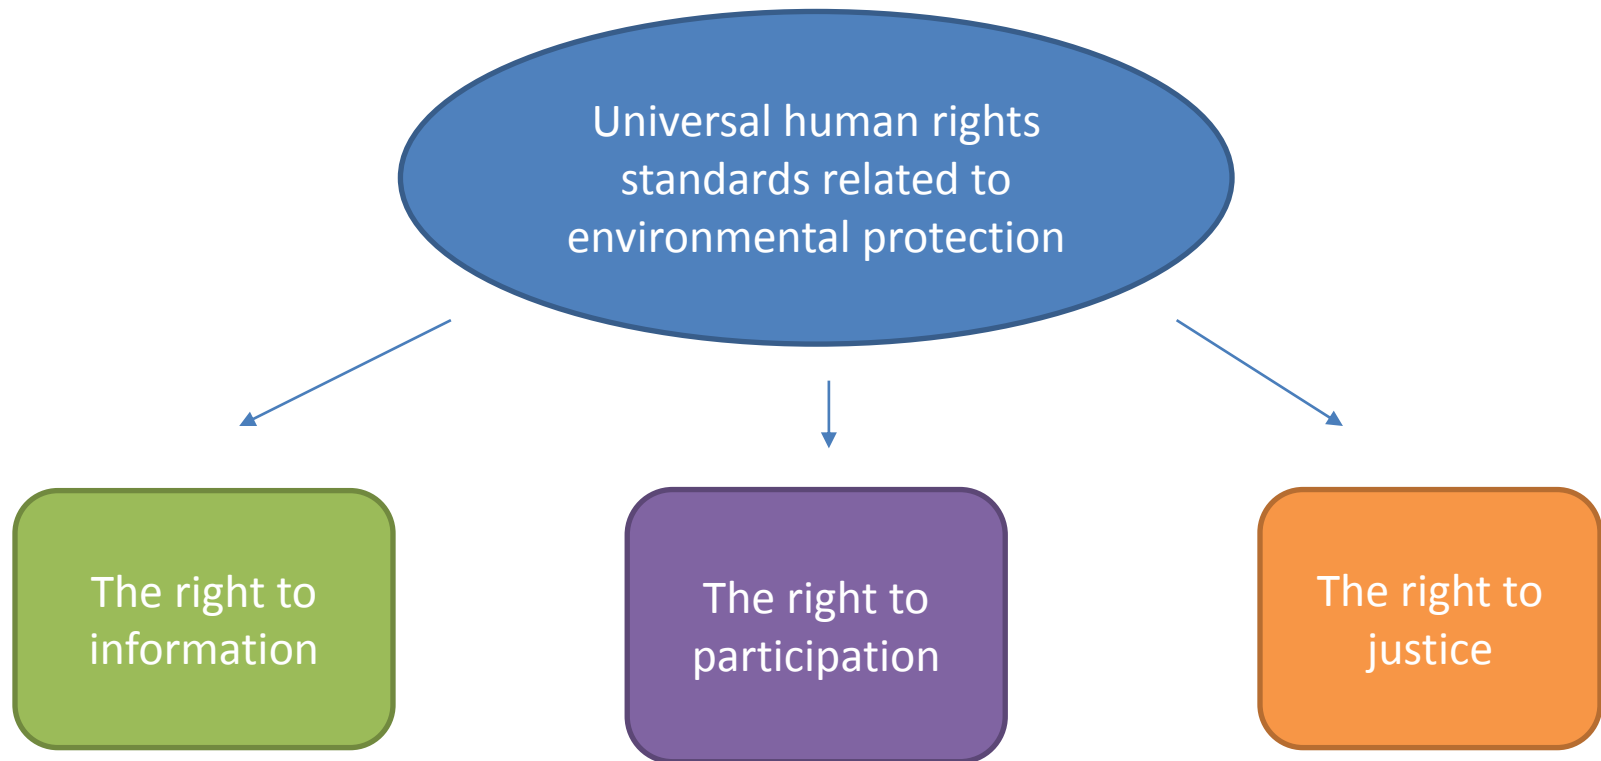 Universal human rights
standards related to
environmental protection
The right to
information
The right to
participation
The right to
justice